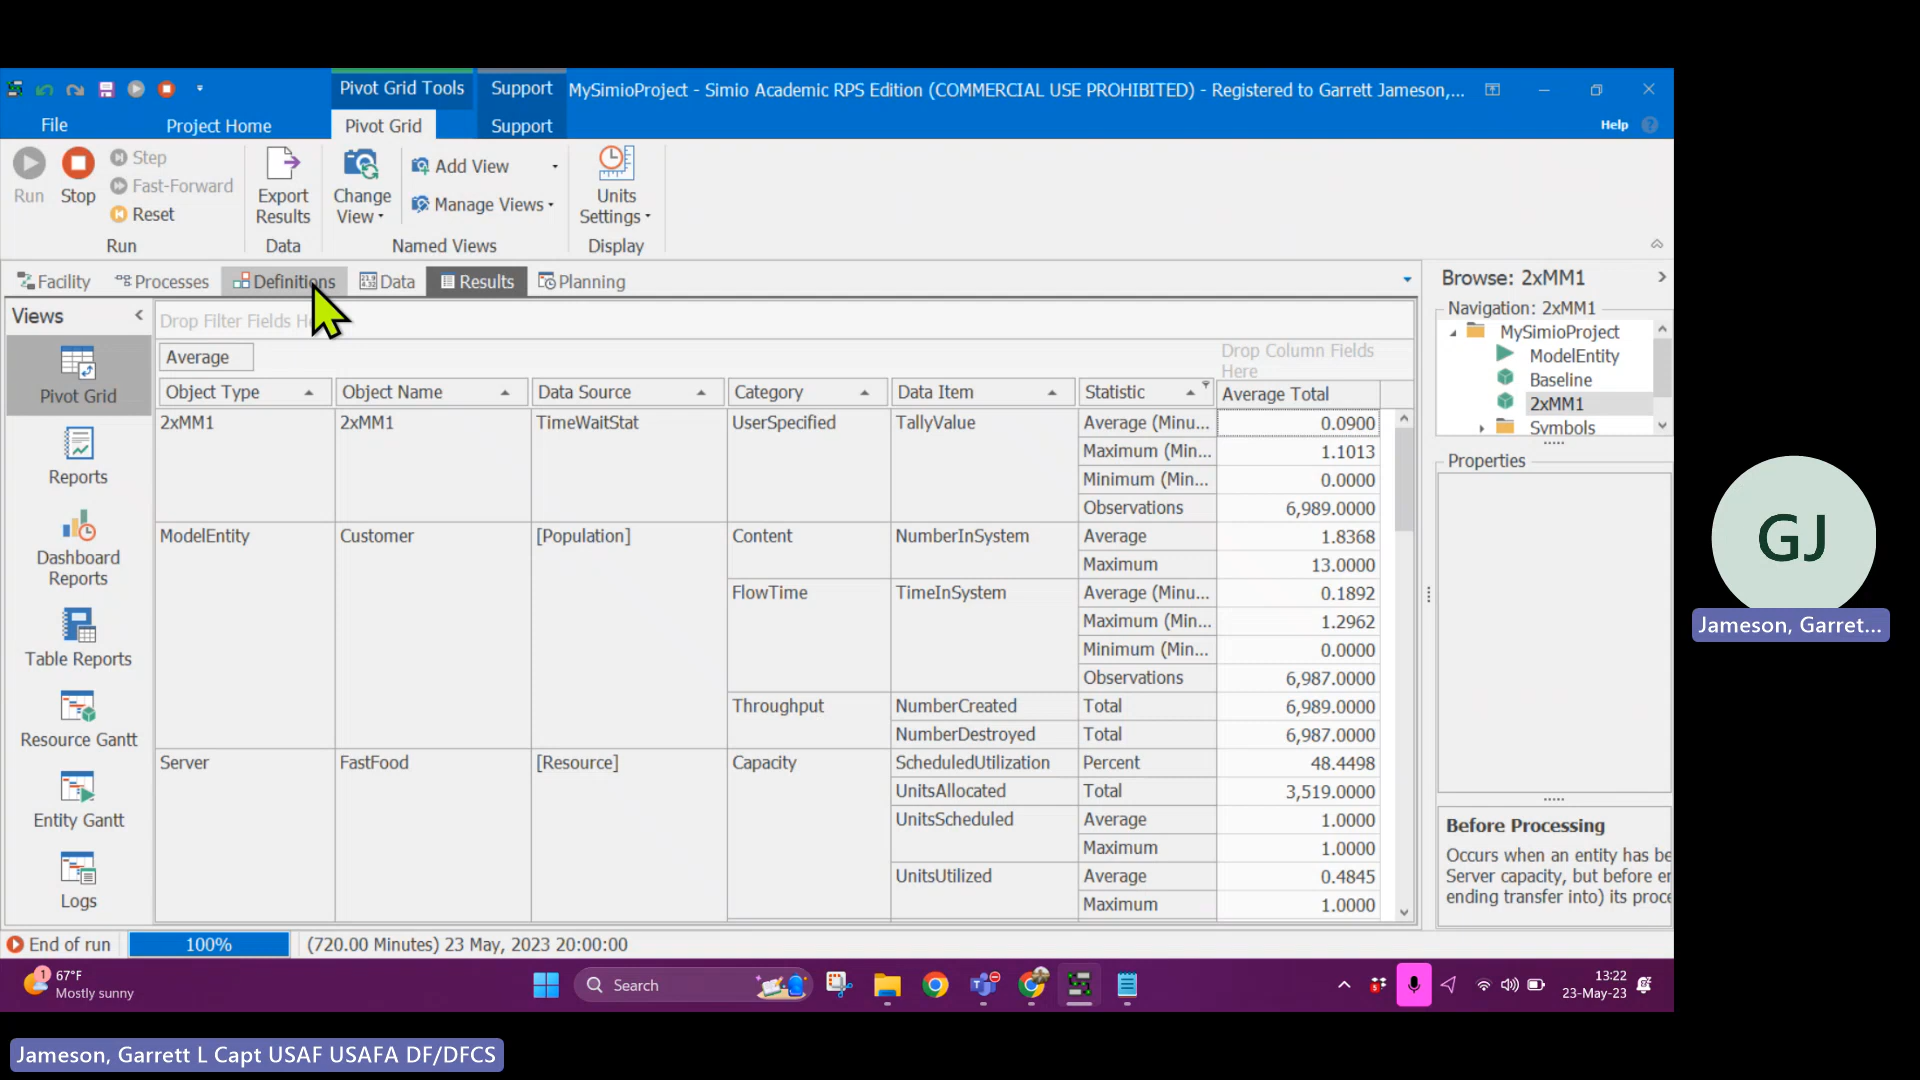 Pivot Grid Tools
Support
MySimioProject - Simio Academic RPS Edition (COMMERCIAL USE PROHIBITED) - Registered to Garrett Jameson,...
File
Project Home
Pivot Grid
Support
Help
Run
Stop
Step
Fast-Forward
Reset
Run
Export Results
Data
Change View
Add View
Manage Views
Named Views
Units Settings
Display
Facility
Processes
Definitions
Data
Results
Planning
Views
Pivot Grid
Reports
Dashboard Reports
Table Reports
Resource Gantt
Entity Gantt
Logs
Drop Filter Fields H
Average
Drop Column Fields Here
Object Type Object Name Data Source Category Data Item Statistic Average Total
2xMM1 2xMM1 TimeWaitStat UserSpecified TallyValue Average (Minu... 0.0900
Maximum (Min... 1.1013
Minimum (Min... 0.0000
Observations 6,989.0000
ModelEntity Customer [Population] Content NumberInSystem Average 1.8368
Maximum 13.0000
FlowTime TimeInSystem Average (Minu... 0.1892
Maximum (Min... 1.2962
Minimum (Min... 0.0000
Observations 6,987.0000
Throughput NumberCreated Total 6,989.0000
NumberDestroyed Total 6,987.0000
Server FastFood [Resource] Capacity ScheduledUtilization Percent 48.4498
UnitsAllocated Total 3,519.0000
UnitsScheduled Average 1.0000
Maximum 1.0000
UnitsUtilized Average 0.4845
Maximum 1.0000
Browse: 2xMM1
Navigation: 2xMM1
MySimioProject
ModelEntity
Baseline
2xMM1
Symbols
Properties
Before Processing
Occurs when an entity has be
Server capacity, but before er
ending transfer into) its proce
End of run
100%
(720.00 Minutes) 23 May, 2023 20:00:00
1
67°F
Mostly sunny
Search
13:22
23-May-23
GJ
Jameson, Garret...
Jameson, Garrett L Capt USAF USAFA DF/DFCS